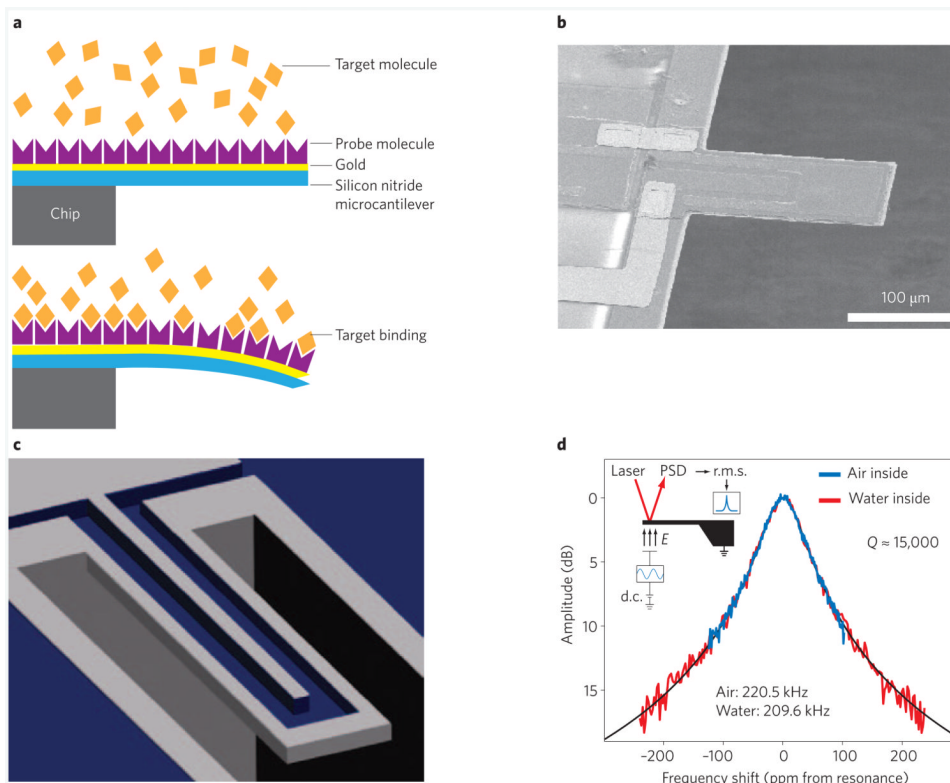 a
Target molecule
Probe molecule
Gold
Silicon nitride
microcantilever
Chip
Target binding
b
100 µm
c
d
Laser PSD → r.m.s.
E
d.c.
Air inside
Water inside
Q ≈ 15,000
Air: 220.5 kHz
Water: 209.6 kHz
Amplitude (dB)
0
5
10
15
−200 −100 0 100 200
Frequency shift (ppm from resonance)